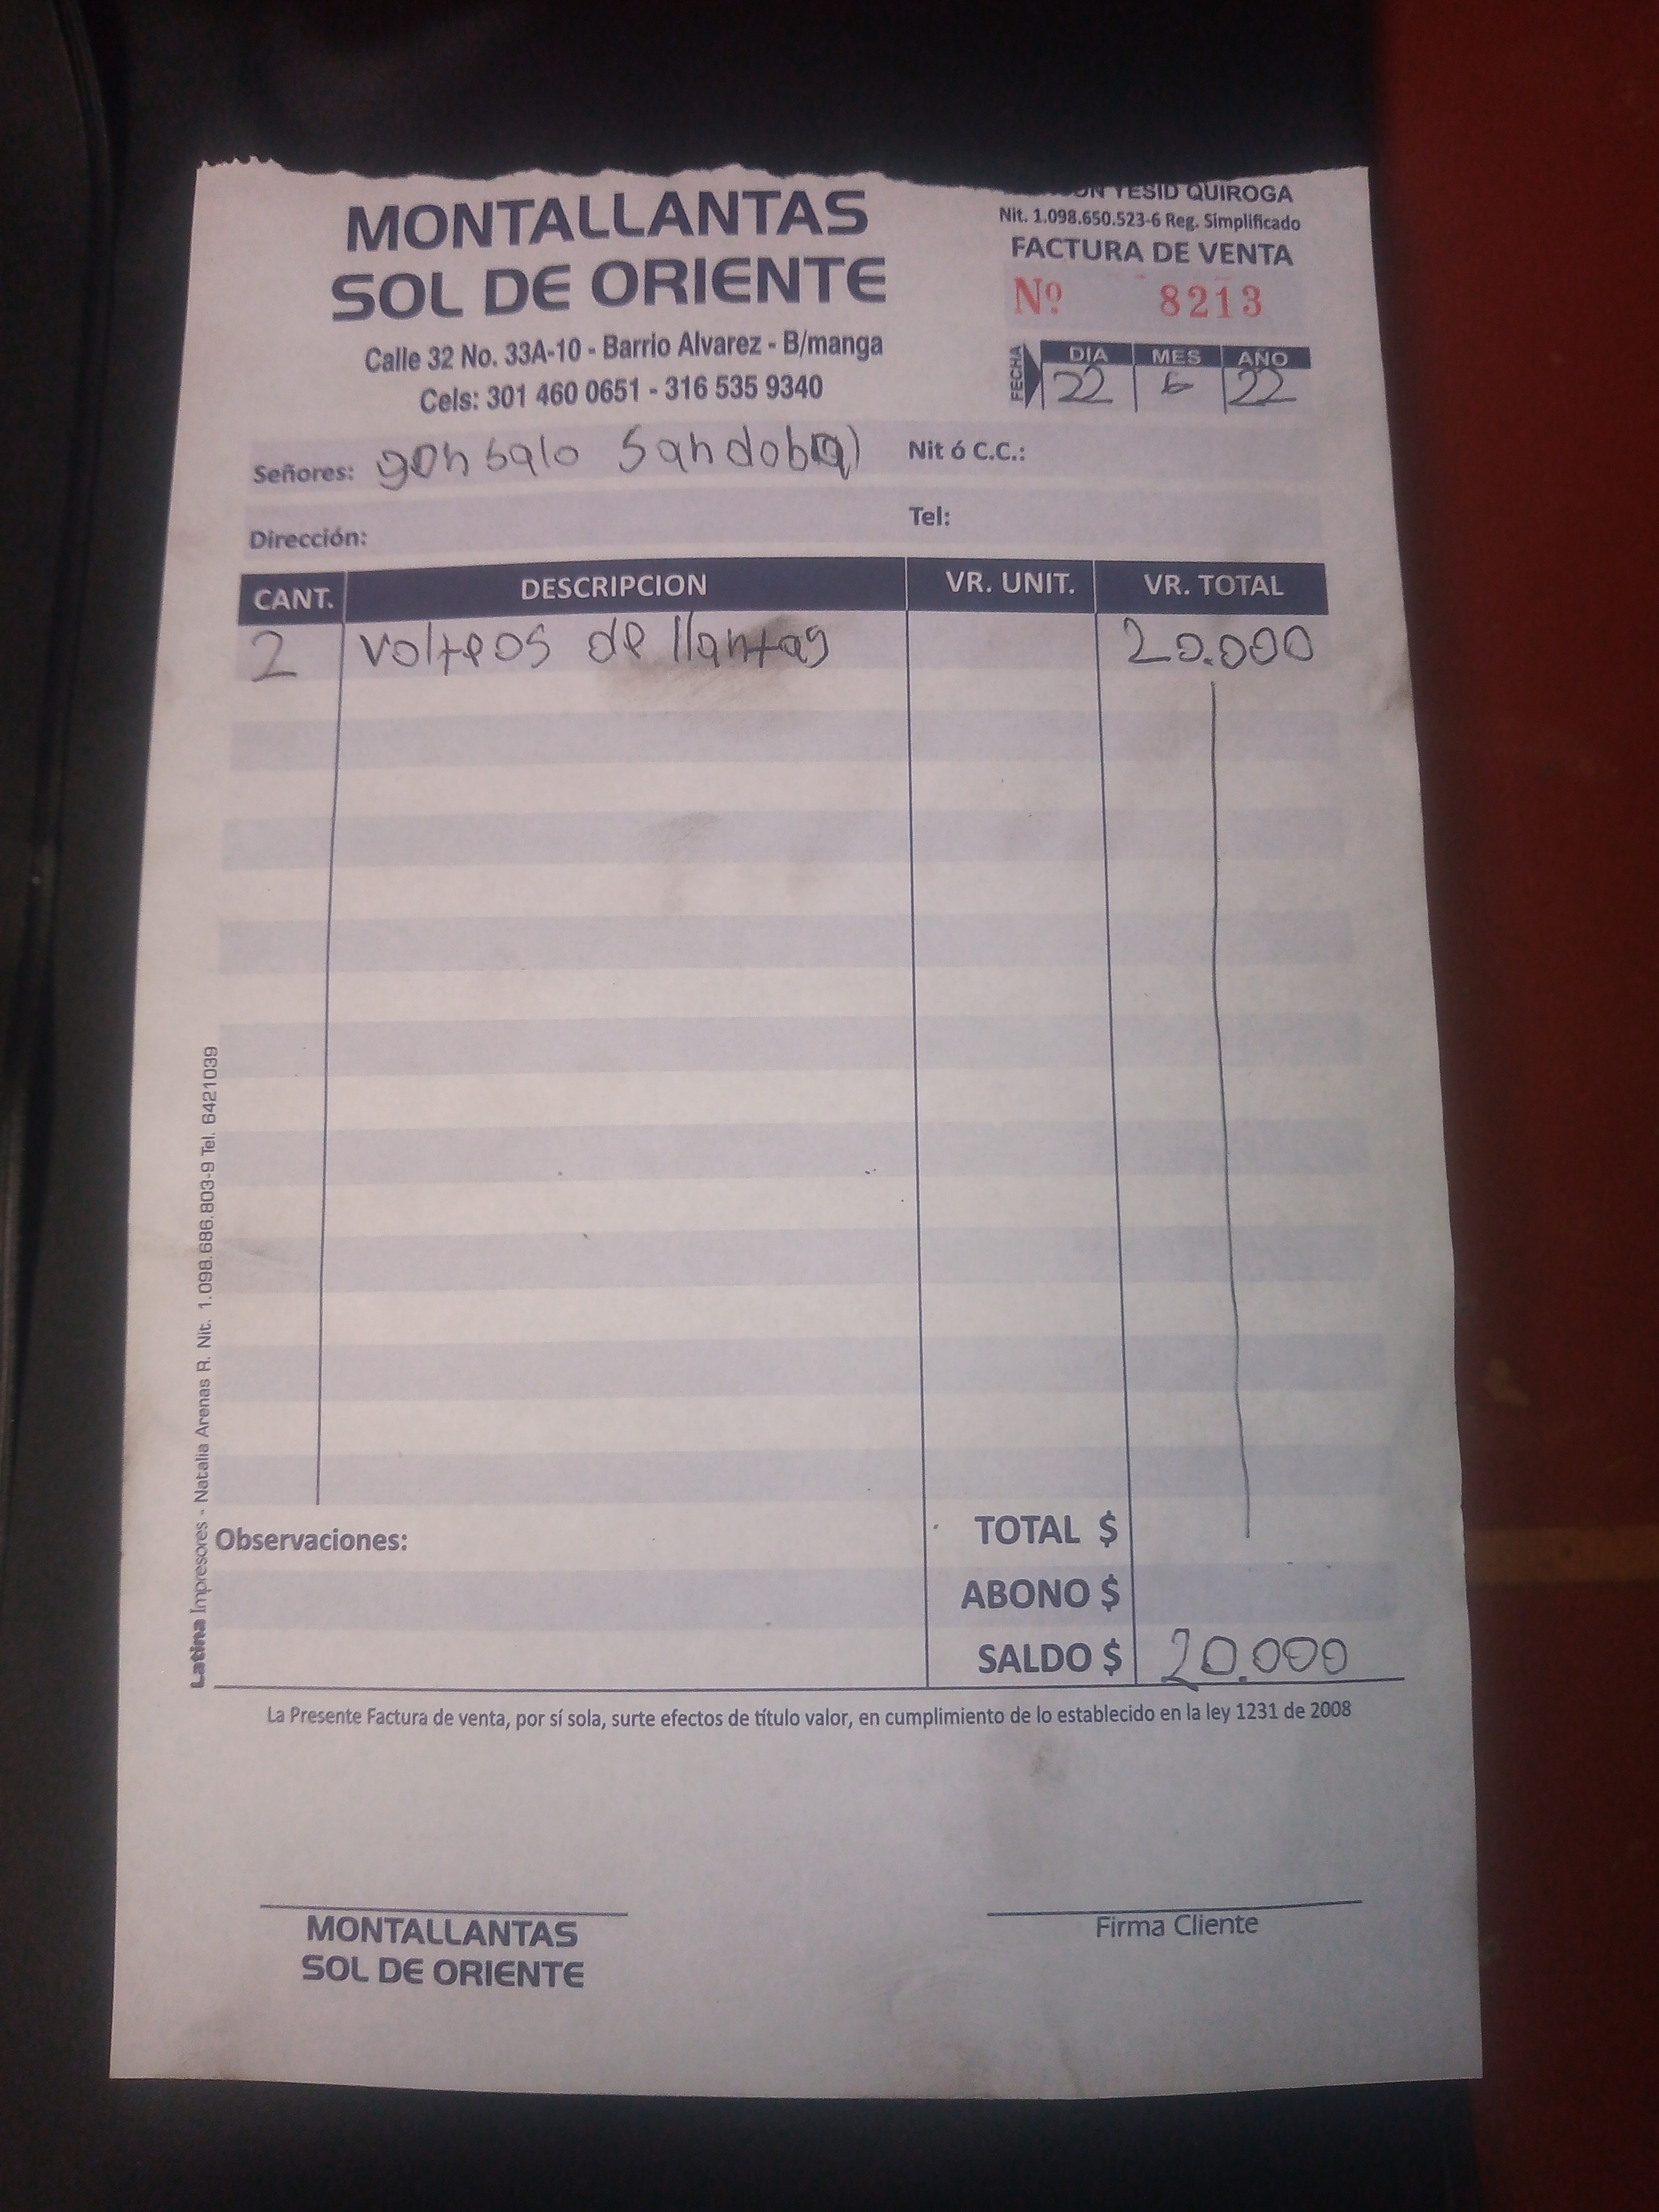 MONTALLANTAS
SOL DE ORIENTE
Calle 32 No. 33A-10 - Barrio Alvarez - B/manga
Cels: 301 460 0651 - 316 535 9340
YESID QUIROGA
Nit. 1.098.650.523-6 Reg. Simplificado
FACTURA DE VENTA
Nº 8213
FECHA DIA MES AÑO
22 6 22
Señores: gonsalo Sandobal Nit ó C.C.:
Dirección: Tel:
CANT. DESCRIPCION VR. UNIT. VR. TOTAL
2 volteos de llantas 20.000
Observaciones: TOTAL $
ABONO $
SALDO $ 20.000
La Presente Factura de venta, por sí sola, surte efectos de título valor, en cumplimiento de lo establecido en la ley 1231 de 2008
MONTALLANTAS
SOL DE ORIENTE
Firma Cliente
Latina Impresores - Natalia Arenas R. Nit. 1.098.686.803-9 Tel. 6421039